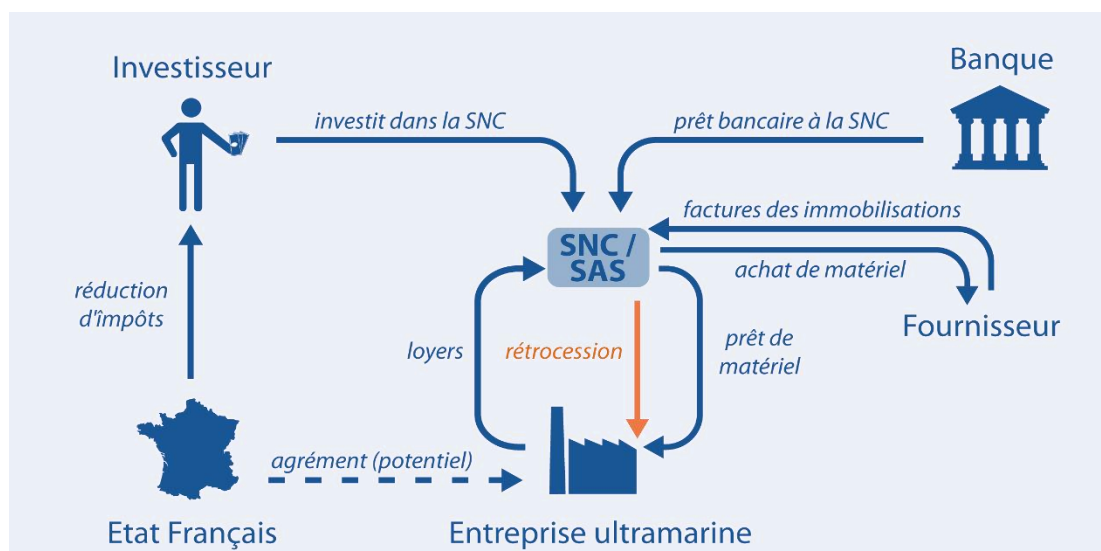 Investisseur
Banque
investit dans la SNC
prêt bancaire à la SNC
factures des immobilisations
SNC /
SAS
achat de matériel
réduction
d'împôts
Fournisseur
loyers
rétrocession
prêt de
matériel
agrément (potentiel)
Etat Français
Entreprise ultramarine